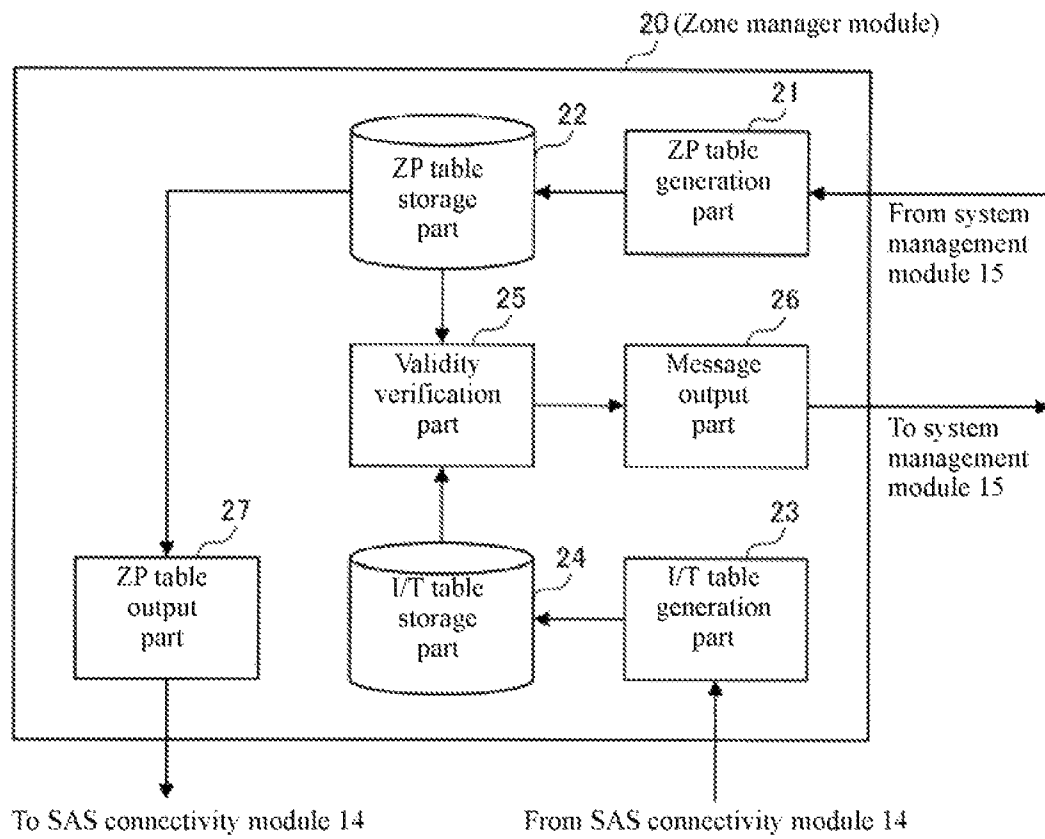 20 (Zone manager module)
21
22
ZP table
generation
part
ZP table
storage
part
From system
management
module 15
25
26
Validity
verification
part
Message
output
part
To system
management
module 15
27
23
24
ZP table
output
part
I/T table
storage
part
I/T table
generation
part
To SAS connectivity module 14
From SAS connectivity module 14